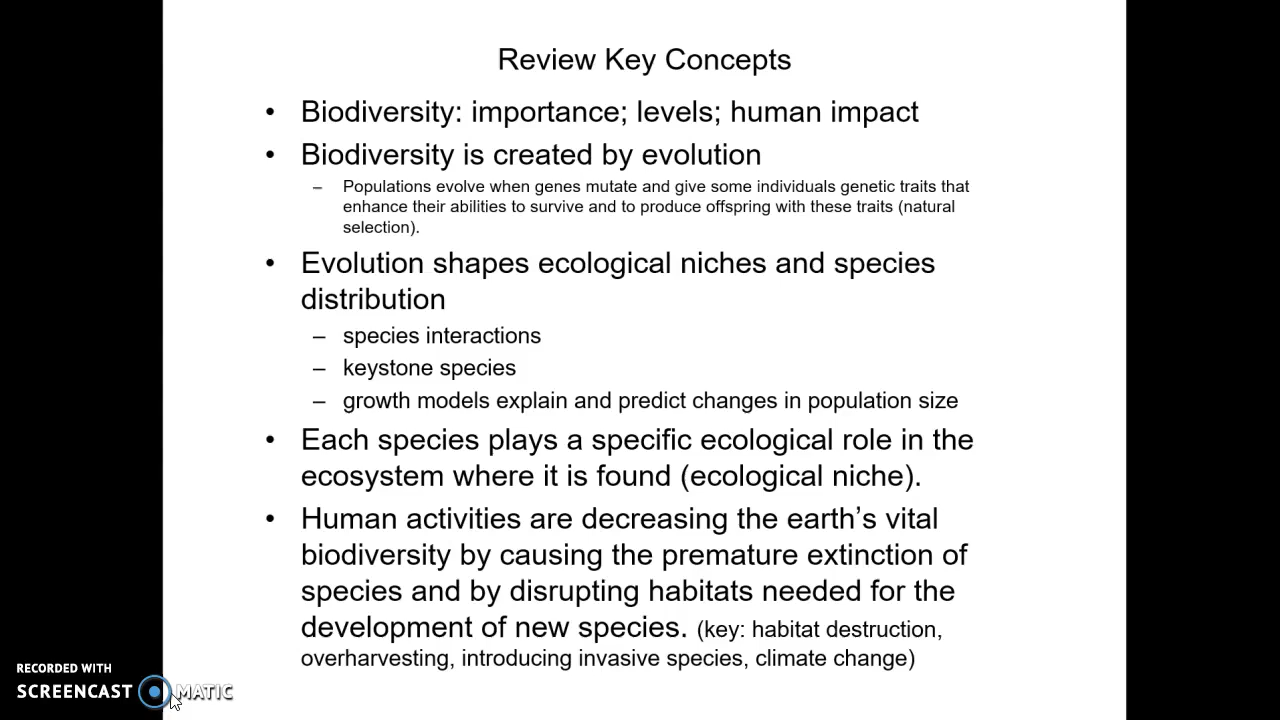 Review Key Concepts
• Biodiversity: importance; levels; human impact
• Biodiversity is created by evolution
– Populations evolve when genes mutate and give some individuals genetic traits that
enhance their abilities to survive and to produce offspring with these traits (natural
selection).
• Evolution shapes ecological niches and species
distribution
– species interactions
– keystone species
– growth models explain and predict changes in population size
• Each species plays a specific ecological role in the
ecosystem where it is found (ecological niche).
• Human activities are decreasing the earth’s vital
biodiversity by causing the premature extinction of
species and by disrupting habitats needed for the
development of new species. (key: habitat destruction,
overharvesting, introducing invasive species, climate change)
RECORDED WITH
SCREENCAST MATIC